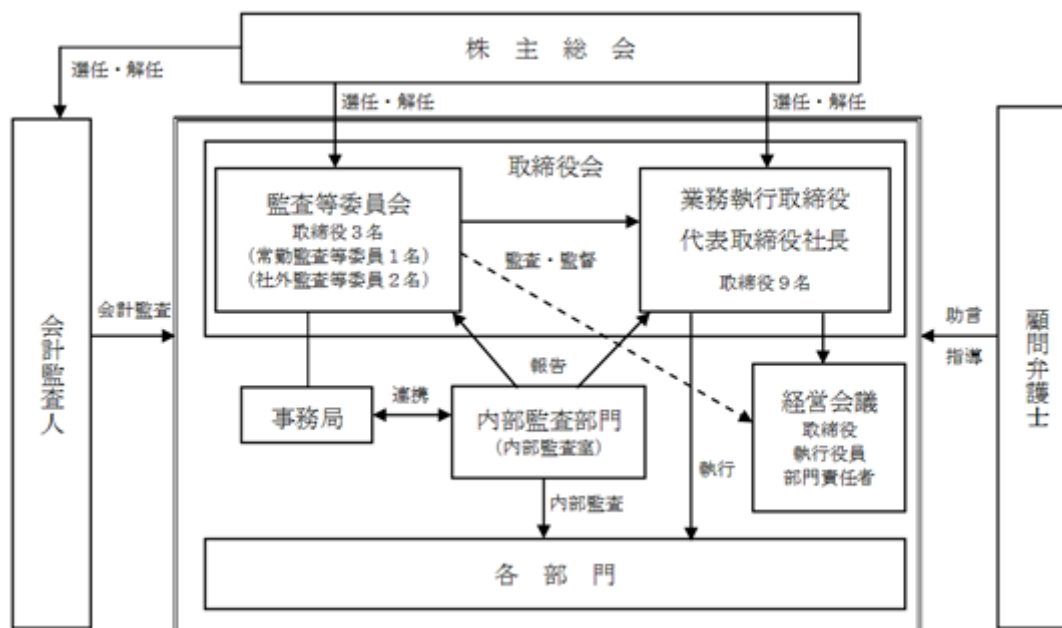 株 主 総 会
選任・解任
選任・解任
選任・解任
取締役会
監査等委員会
取締役3名
(常勤監査等委員1名)
(社外監査等委員2名)
業務執行取締役
代表取締役社長
取締役9名
監査・監督
会計監査人
会計監査
助言
指導
顧問弁護士
報告
連携
事務局
内部監査部門
(内部監査室)
経営会議
取締役
執行役員
部門責任者
執行
内部監査
各 部 門